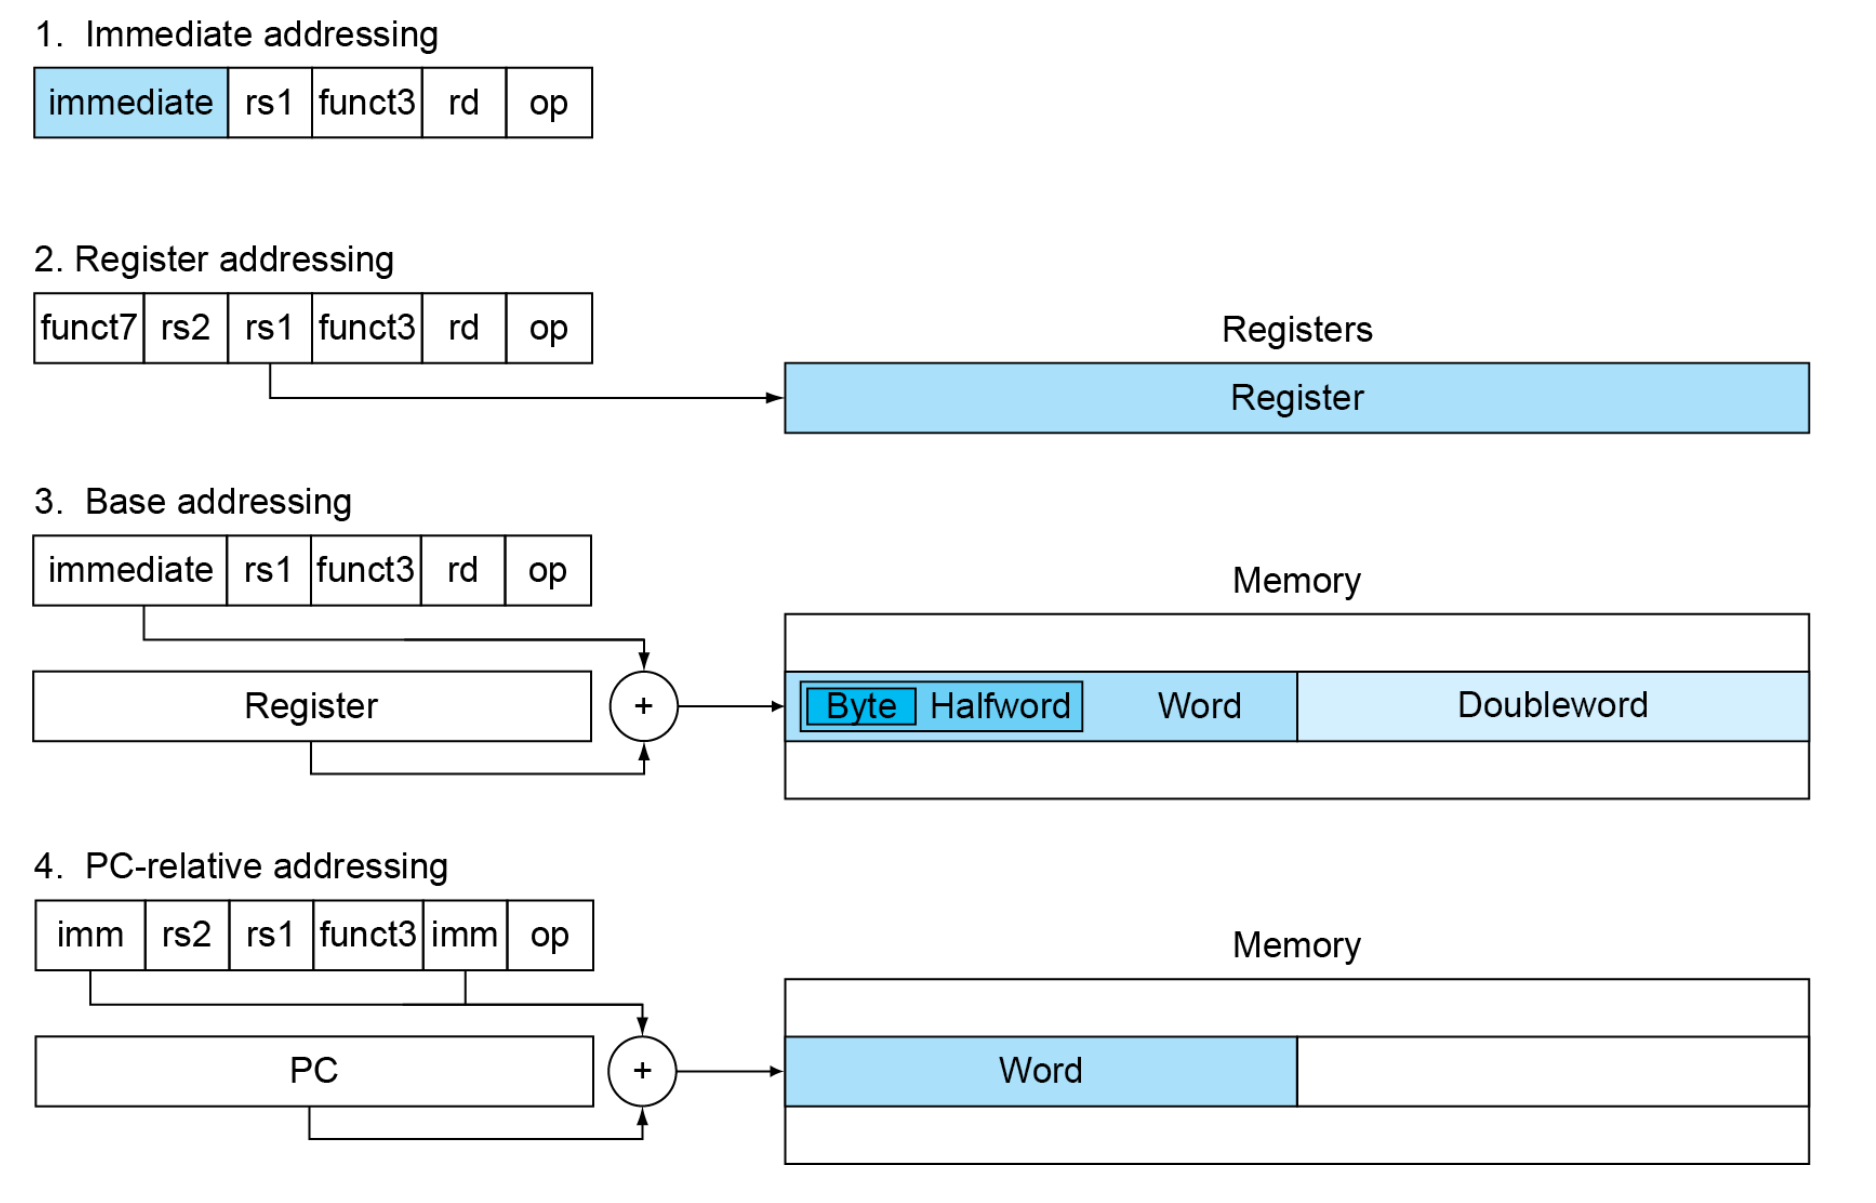 1. Immediate addressing
immediate rs1 funct3 rd op
2. Register addressing
funct7 rs2 rs1 funct3 rd op
Registers
Register
3. Base addressing
immediate rs1 funct3 rd op
Memory
Register + Byte Halfword Word Doubleword
4. PC-relative addressing
imm rs2 rs1 funct3 imm op
Memory
PC + Word